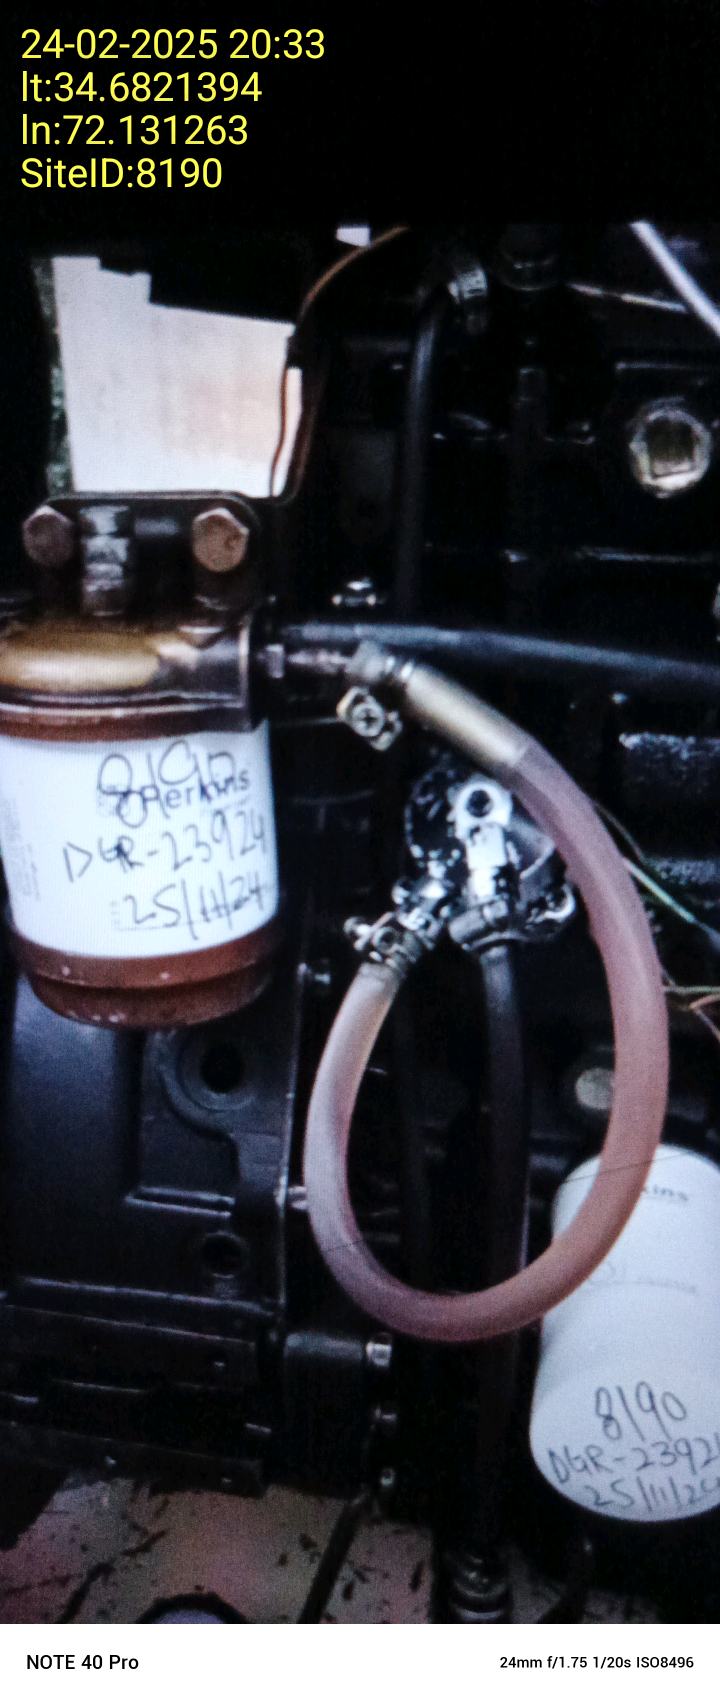 24-02-2025 20:33
lt:34.6821394
ln:72.131263
SiteID:8190
8190
Perkins
DGR-23924
25/11/24
8190
DGR-2392
25/11/2
NOTE 40 Pro
24mm f/1.75 1/20s ISO8496